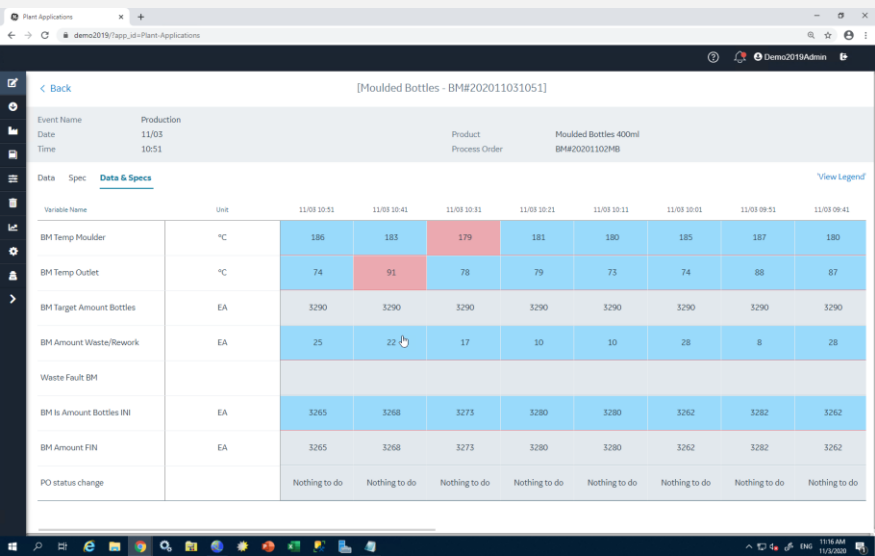 Plant Applications
demo2019/?app_id=Plant-Applications
Demo2019Admin
Back
[Moulded Bottles - BM#202011031051]
Event Name Production
Date 11/03 Product Moulded Bottles 400ml
Time 10:51 Process Order BM#20201102MB
Data Spec Data & Specs 'View Legend'
Variable Name Unit 11/03 10:51 11/03 10:41 11/03 10:31 11/03 10:21 11/03 10:11 11/03 10:01 11/03 09:51 11/03 09:41
BM Temp Moulder °C 186 183 179 181 180 185 187 180
BM Temp Outlet °C 74 91 78 79 73 74 88 87
BM Target Amount Bottles EA 3290 3290 3290 3290 3290 3290 3290 3290
BM Amount Waste/Rework EA 25 22 17 10 10 28 8 28
Waste Fault BM
BM Is Amount Bottles INI EA 3265 3268 3273 3280 3280 3262 3282 3262
BM Amount FIN EA 3265 3268 3273 3280 3280 3262 3282 3262
PO status change Nothing to do Nothing to do Nothing to do Nothing to do Nothing to do Nothing to do Nothing to do Nothing to do
ENG 11:16 AM
11/3/2020